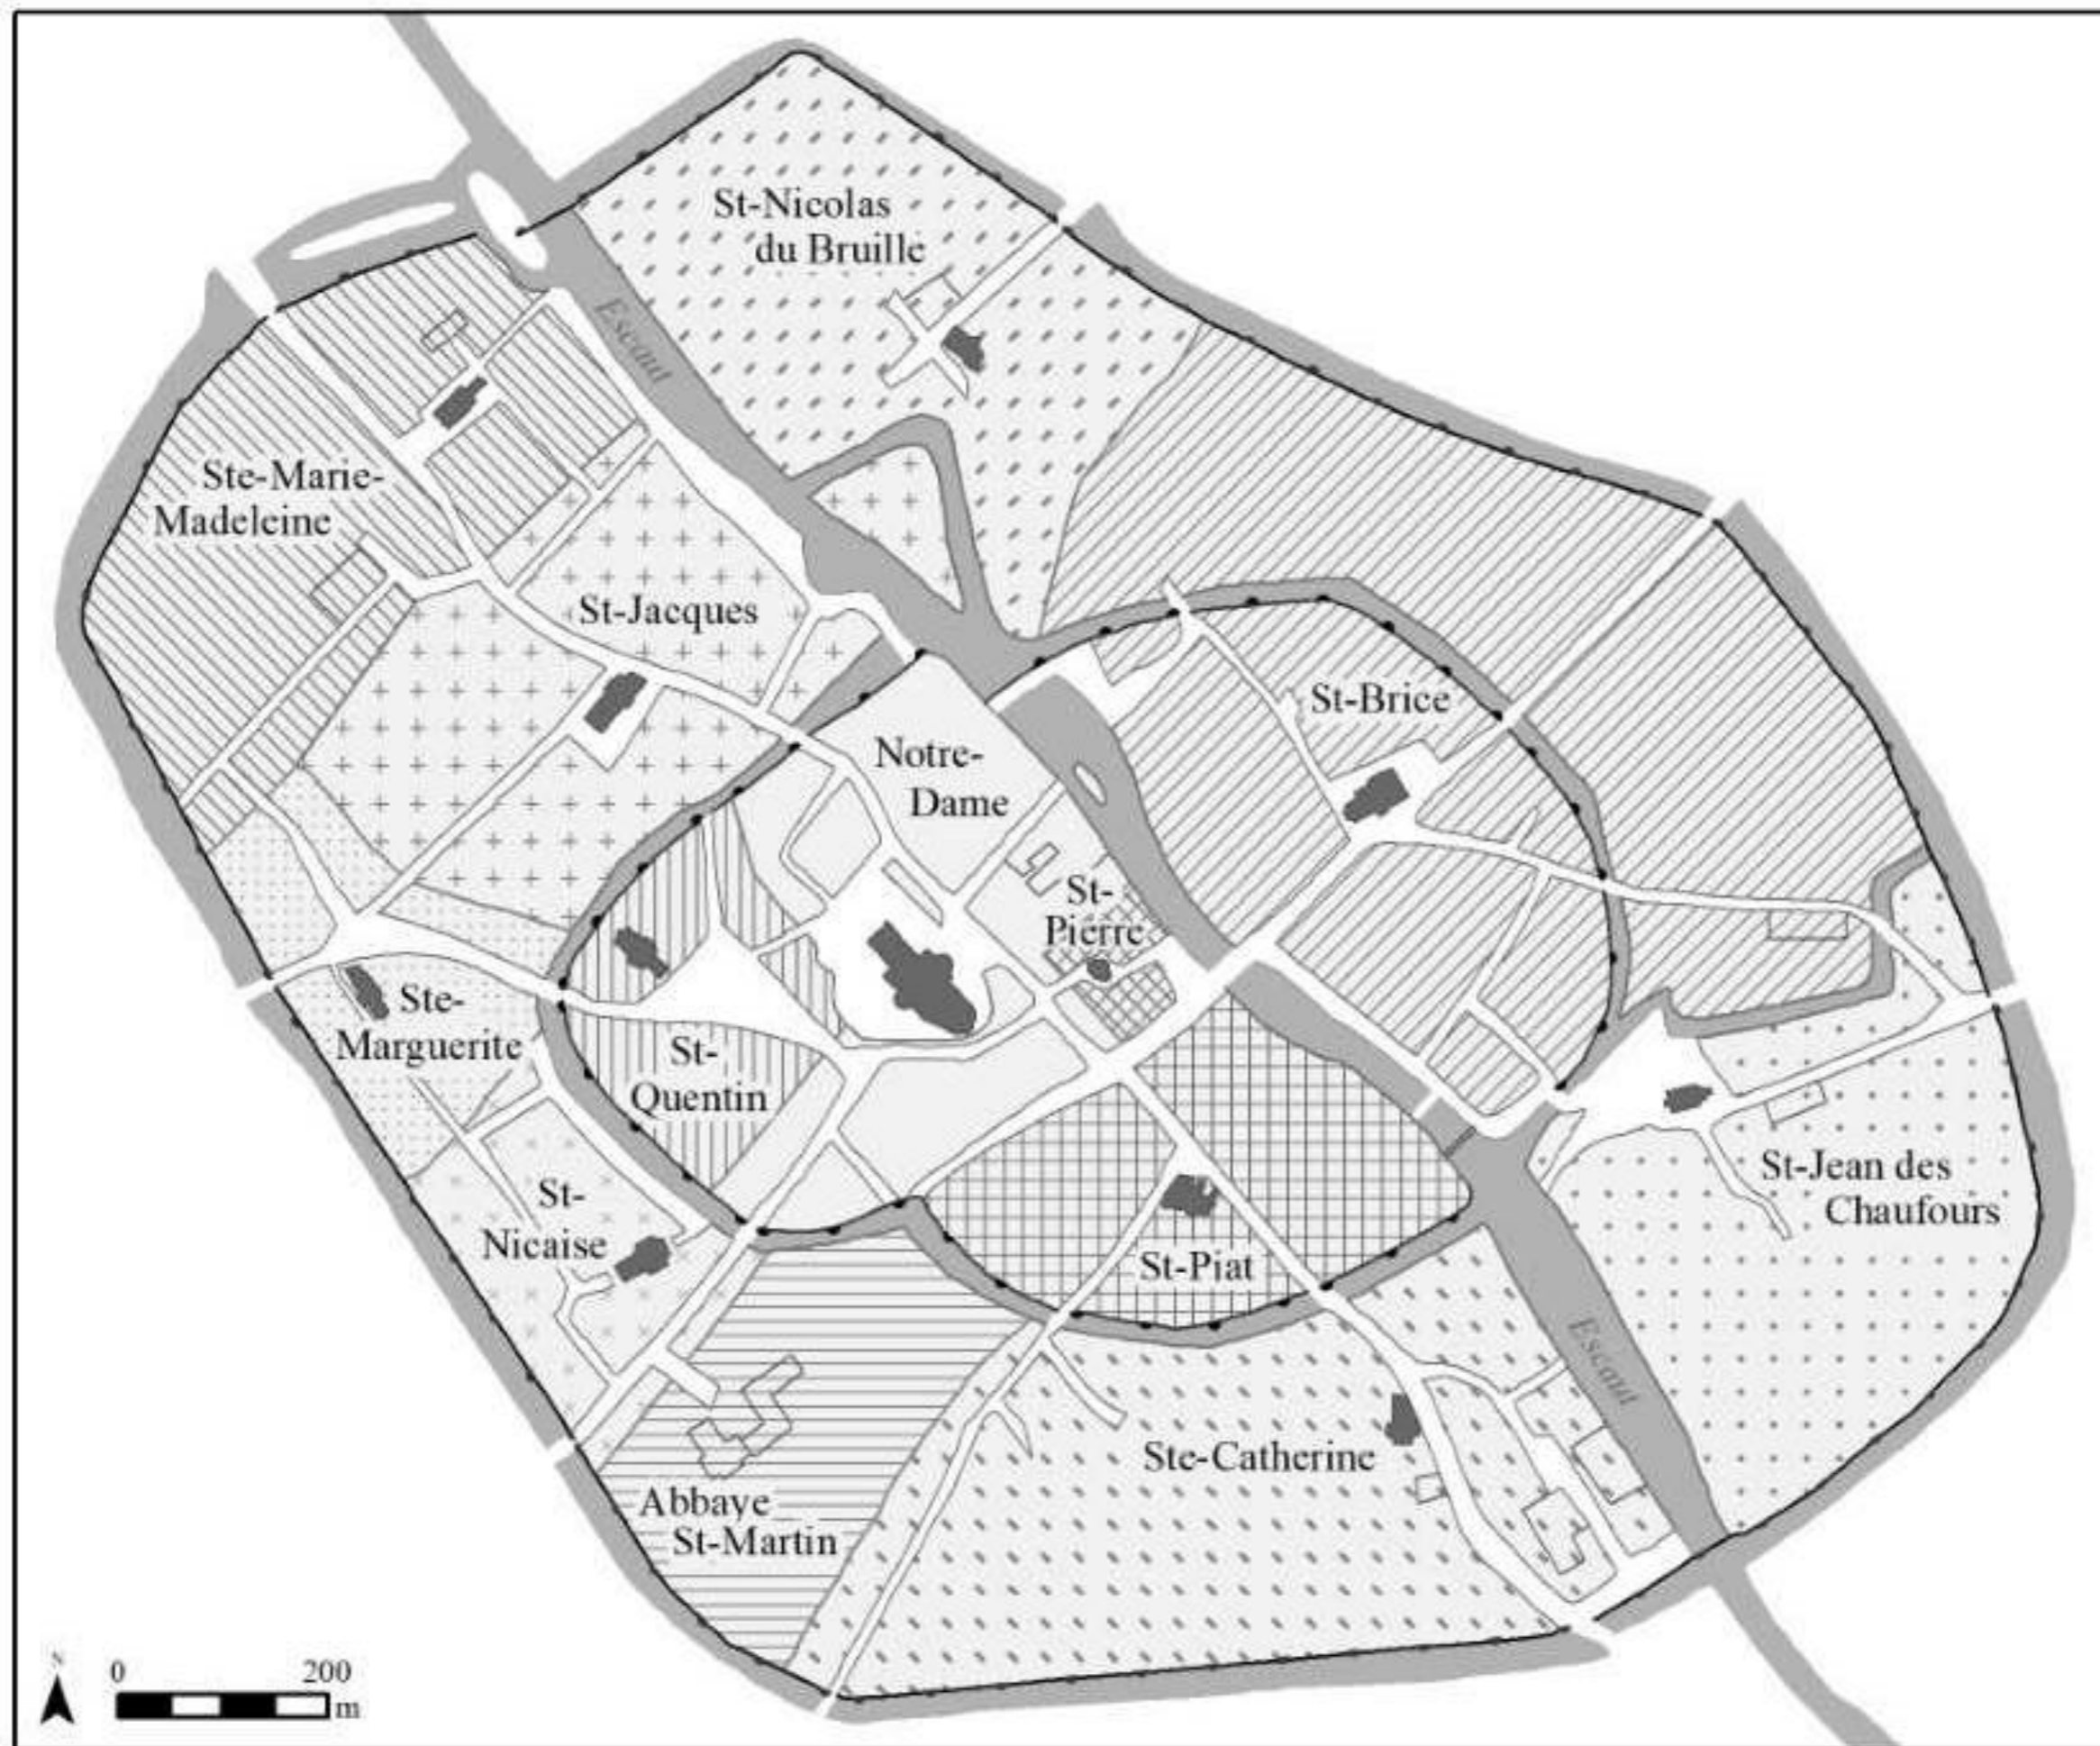 St-Nicolas
du Bruille
Escaut
Ste-Marie-
Madeleine
St-Jacques
St-Brice
Notre-
Dame
St-
Pierre
Ste-
Marguerite
St-
Quentin
St-Jean des
Chaufours
St-
Nicaise
St-Piat
Escaut
Ste-Catherine
Abbaye
St-Martin
N
0 200
m